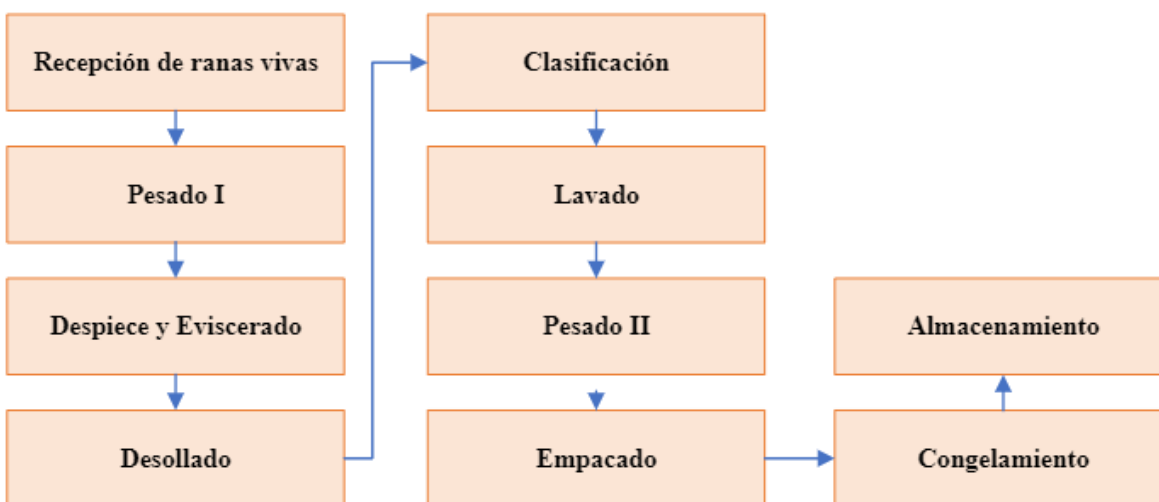 Recepción de ranas vivas
Pesado I
Despiece y Eviscerado
Desollado
Clasificación
Lavado
Pesado II
Empacado
Congelamiento
Almacenamiento